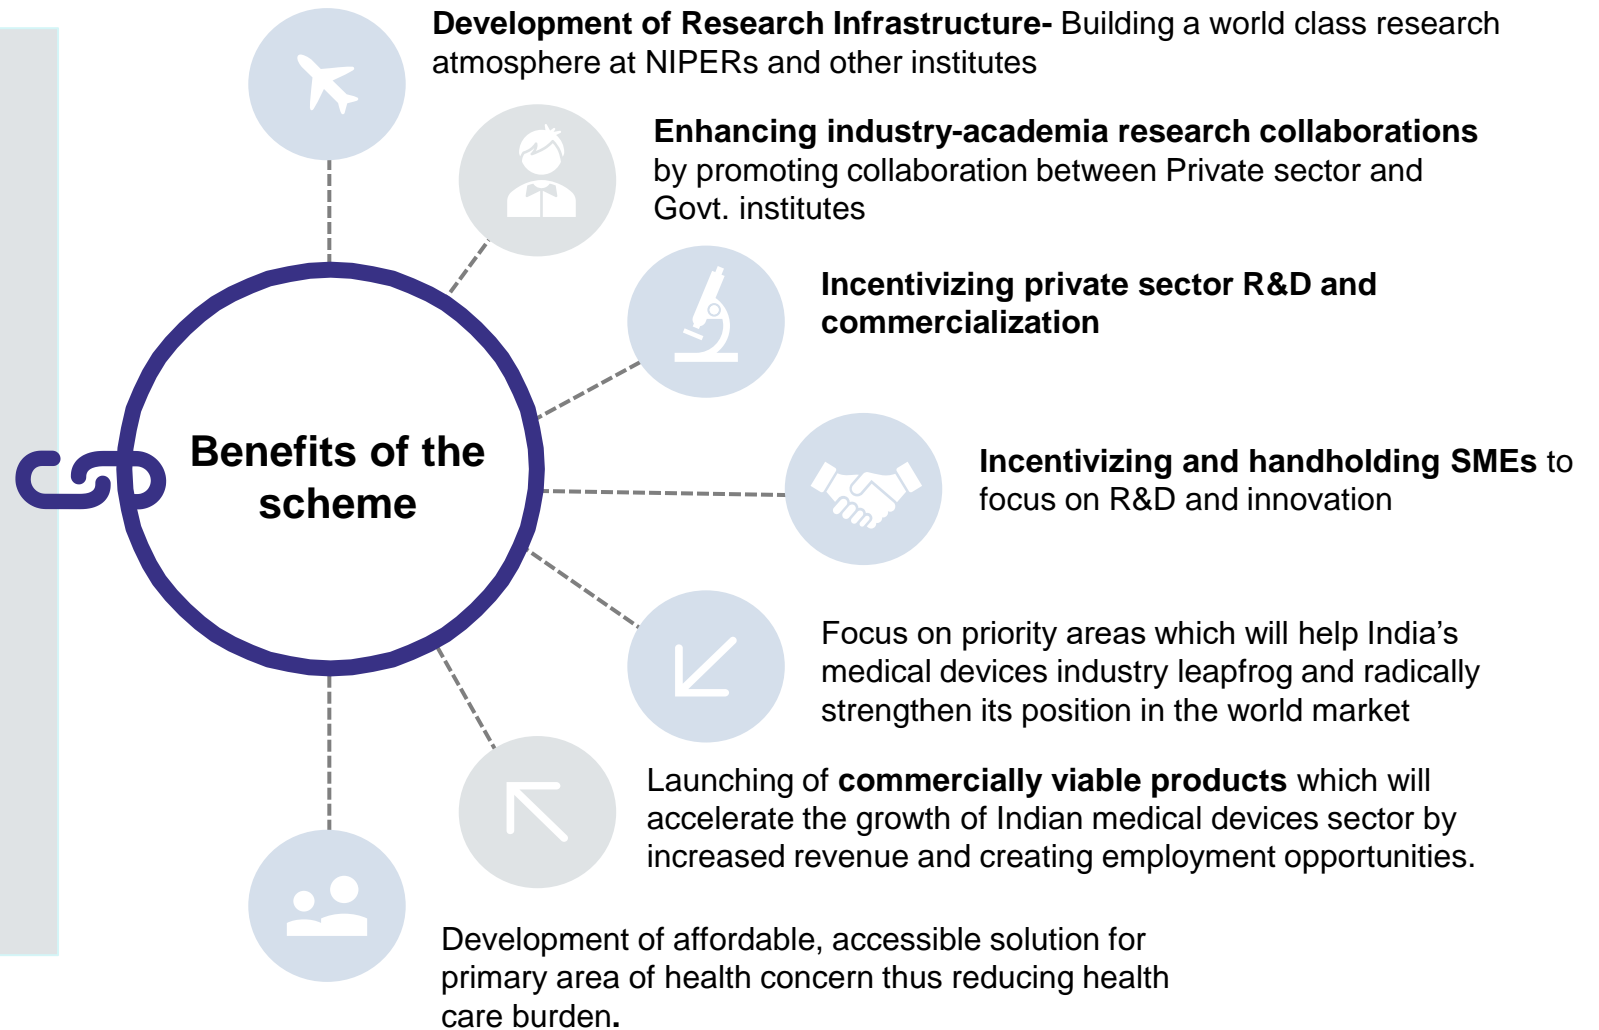 Development of Research Infrastructure- Building a world class research
atmosphere at NIPERs and other institutes
Enhancing industry-academia research collaborations
by promoting collaboration between Private sector and
Govt. institutes
Incentivizing private sector R&D and
commercialization
Benefits of the
scheme
Incentivizing and handholding SMEs to
focus on R&D and innovation
Focus on priority areas which will help India’s
medical devices industry leapfrog and radically
strengthen its position in the world market
Launching of commercially viable products which will
accelerate the growth of Indian medical devices sector by
increased revenue and creating employment opportunities.
Development of affordable, accessible solution for
primary area of health concern thus reducing health
care burden.